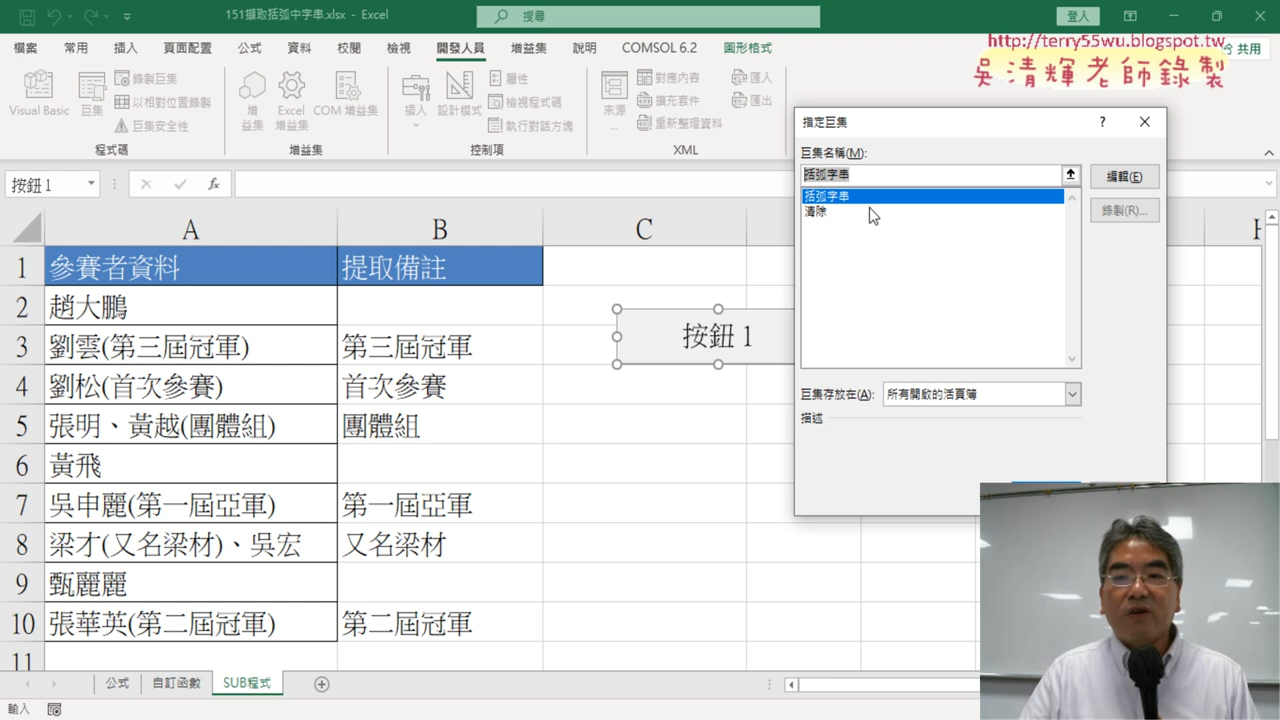 151擷取括弧中字串.xlsx - Excel
搜尋
登入
檔案 常用 插入 頁面配置 公式 資料 校閱 檢視 開發人員 增益集 說明 COMSOL 6.2 圖形格式
共用
http://terry55wu.blogspot.tw
吳清輝老師錄製
Visual Basic
巨集
錄製巨集
以相對位置錄製
巨集安全性
程式碼
增益集
Excel 增益集
COM 增益集
增益集
插入
設計模式
屬性
檢視程式碼
執行對話方塊
控制項
來源
...
對應內容
擴充套件
重新整理資料
匯入
匯出
XML
按鈕 1
fx
A B C H
1 參賽者資料 提取備註
2 趙大鵬
3 劉雲(第三屆冠軍) 第三屆冠軍
4 劉松(首次參賽) 首次參賽
5 張明、黃越(團體組) 團體組
6 黃飛
7 吳申麗(第一屆亞軍) 第一屆亞軍
8 梁才(又名梁材)、吳宏 又名梁材
9 甄麗麗
10 張華英(第二屆冠軍) 第二屆冠軍
11
按鈕 1
指定巨集
?
巨集名稱(M):
括弧字串
括弧字串
清除
編輯(E)
錄製(R)...
巨集存放在(A): 所有開啟的活頁簿
描述
公式 自訂函數 SUB程式
輸入